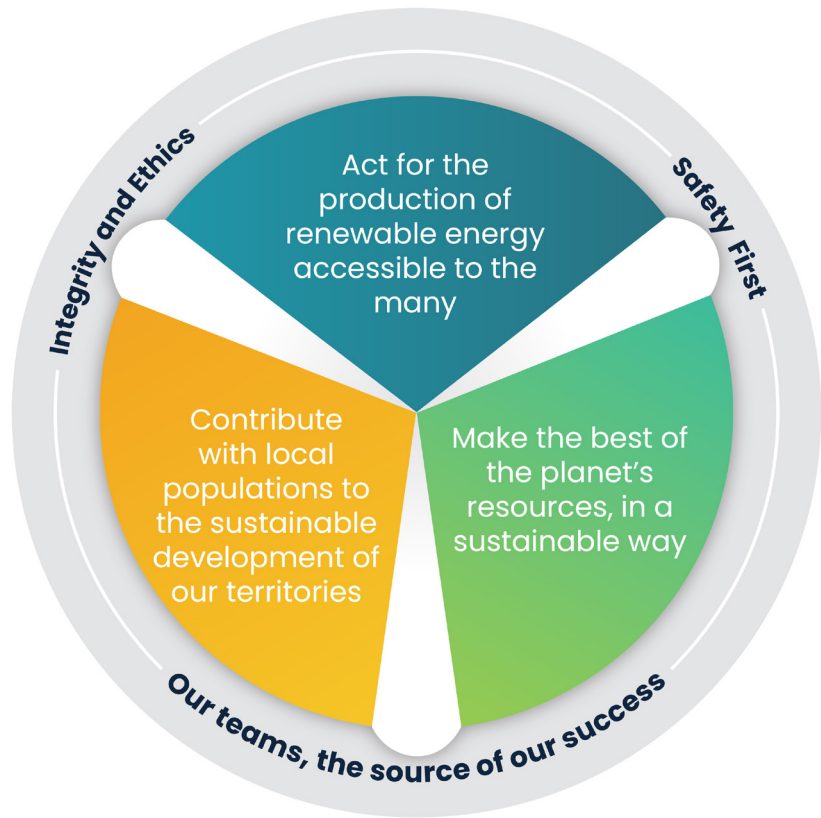 Integrity and Ethics
Safety First
Act for the
production of
renewable energy
accessible to the
many
Contribute
with local
populations to
the sustainable
development of
our territories
Make the best of
the planet's
resources, in a
sustainable way
Our teams, the source of our success